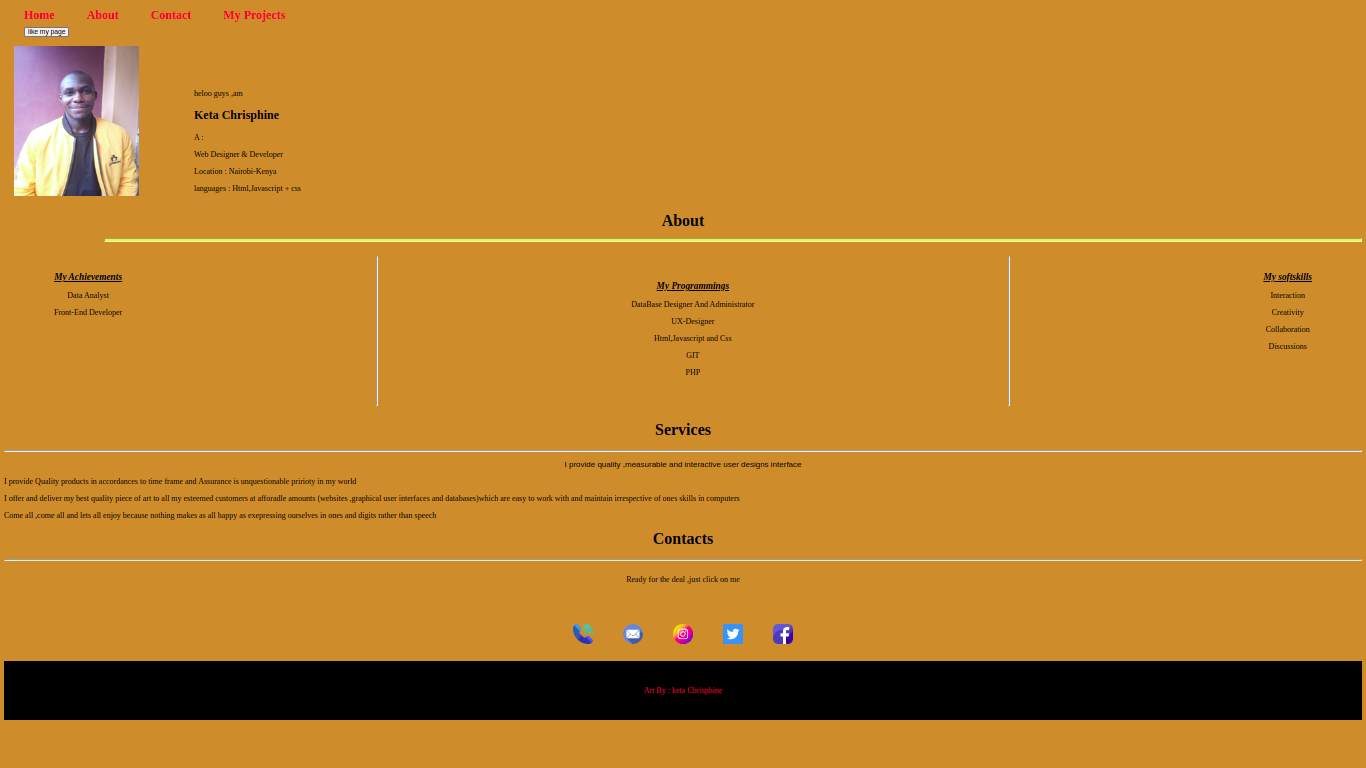 Home About Contact My Projects
like my page
heloo guys ,am
Keta Chrisphine
A :
Web Designer & Developer
Location : Nairobi-Kenya
languages : Html,Javascript + css
About
My Achievements
Data Analyst
Front-End Developer
My Programmings
DataBase Designer And Administrator
UX-Designer
Html,Javascript and Css
GIT
PHP
My softskills
Interaction
Creativity
Collaboration
Discussions
Services
I provide quality ,measurable and interactive user designs interface
I provide Quality products in accordances to time frame and Assurance is unquestionable pririoty in my world
I offer and deliver my best quality piece of art to all my esteemed customers at afforadle amounts (websites ,graphical user interfaces and databases)which are easy to work with and maintain irrespective of ones skills in computers
Come all ,come all and lets all enjoy because nothing makes as all happy as exepressing ourselves in ones and digits rather than speech
Contacts
Ready for the deal ,just click on me
Art By : keta Chrisphine